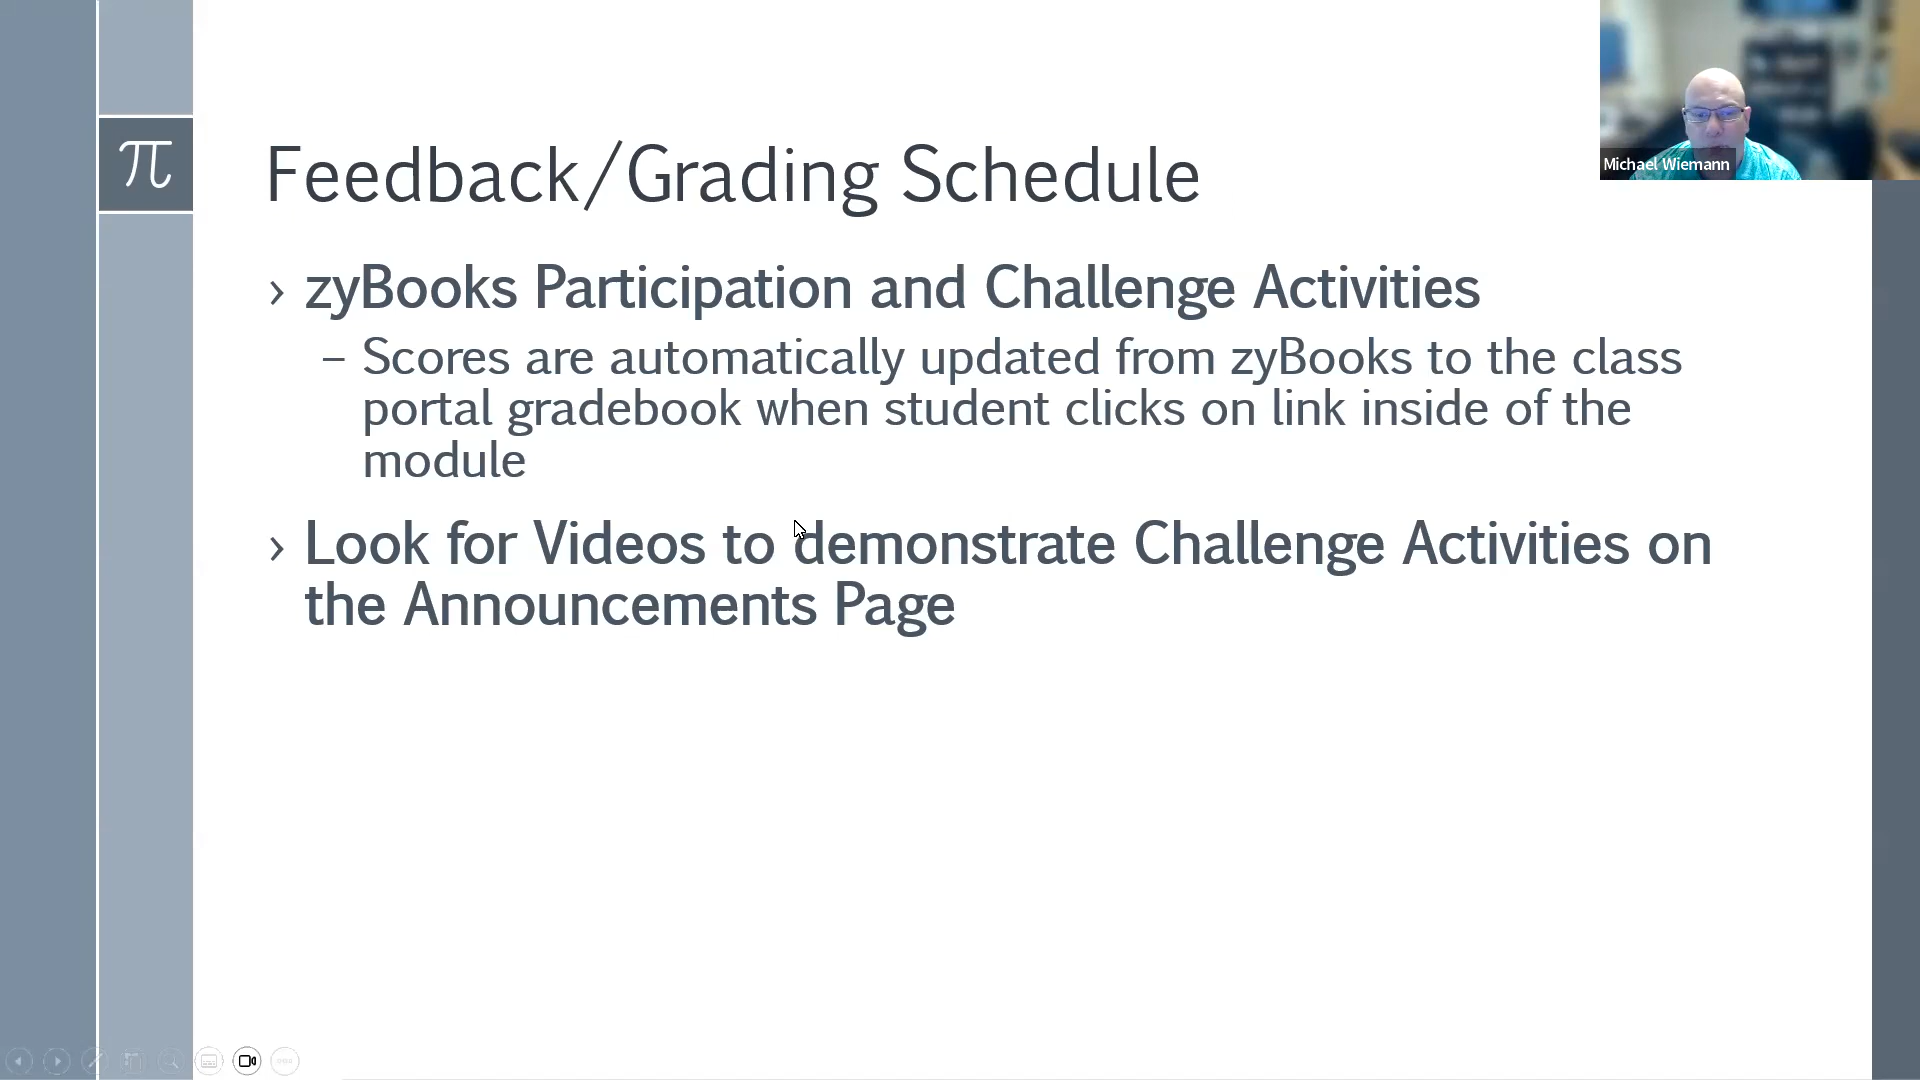 π
Feedback/Grading Schedule
› zyBooks Participation and Challenge Activities
– Scores are automatically updated from zyBooks to the class
portal gradebook when student clicks on link inside of the
module
› Look for Videos to demonstrate Challenge Activities on
the Announcements Page
Michael Wiemann